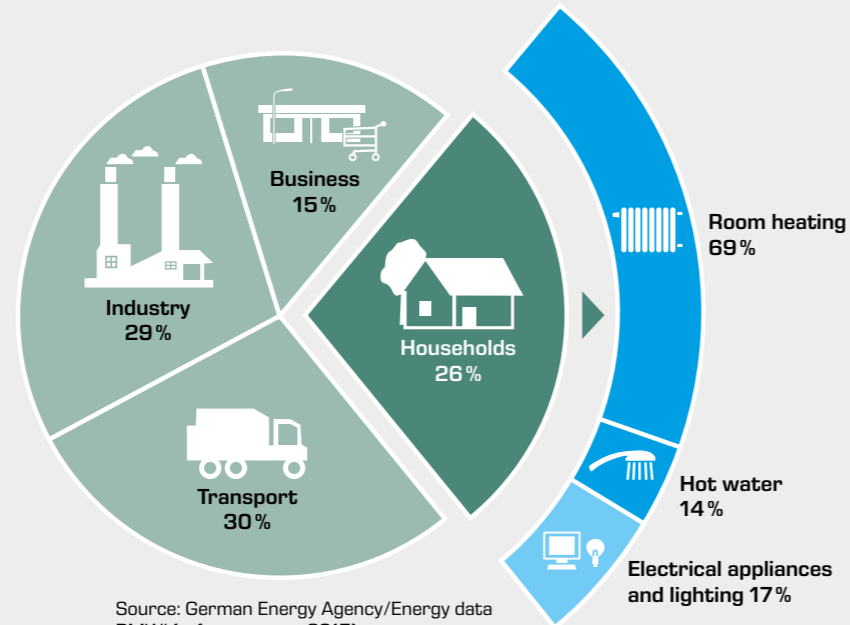 Business
15 %
Industry
29 %
Households
26 %
Transport
30 %
Room heating
69 %
Hot water
14 %
Electrical appliances
and lighting 17 %
Source: German Energy Agency/Energy data